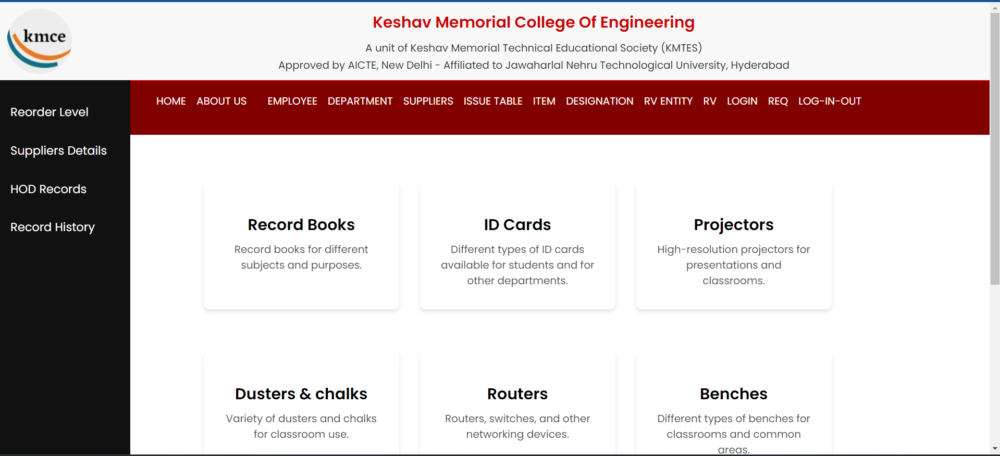 kmce
Keshav Memorial College Of Engineering
A unit of Keshav Memorial Technical Educational Society (KMTES)
Approved by AICTE, New Delhi - Affiliated to Jawaharlal Nehru Technological University, Hyderabad
HOME ABOUT US EMPLOYEE DEPARTMENT SUPPLIERS ISSUE TABLE ITEM DESIGNATION RV ENTITY RV LOGIN REQ LOG-IN-OUT
Reorder Level
Suppliers Details
HOD Records
Record History
Record Books
Record books for different
subjects and purposes.
ID Cards
Different types of ID cards
available for students and for
other departments.
Projectors
High-resolution projectors for
presentations and
classrooms.
Dusters & chalks
Variety of dusters and chalks
for classroom use.
Routers
Routers, switches, and other
networking devices.
Benches
Different types of benches for
classrooms and common
areas.